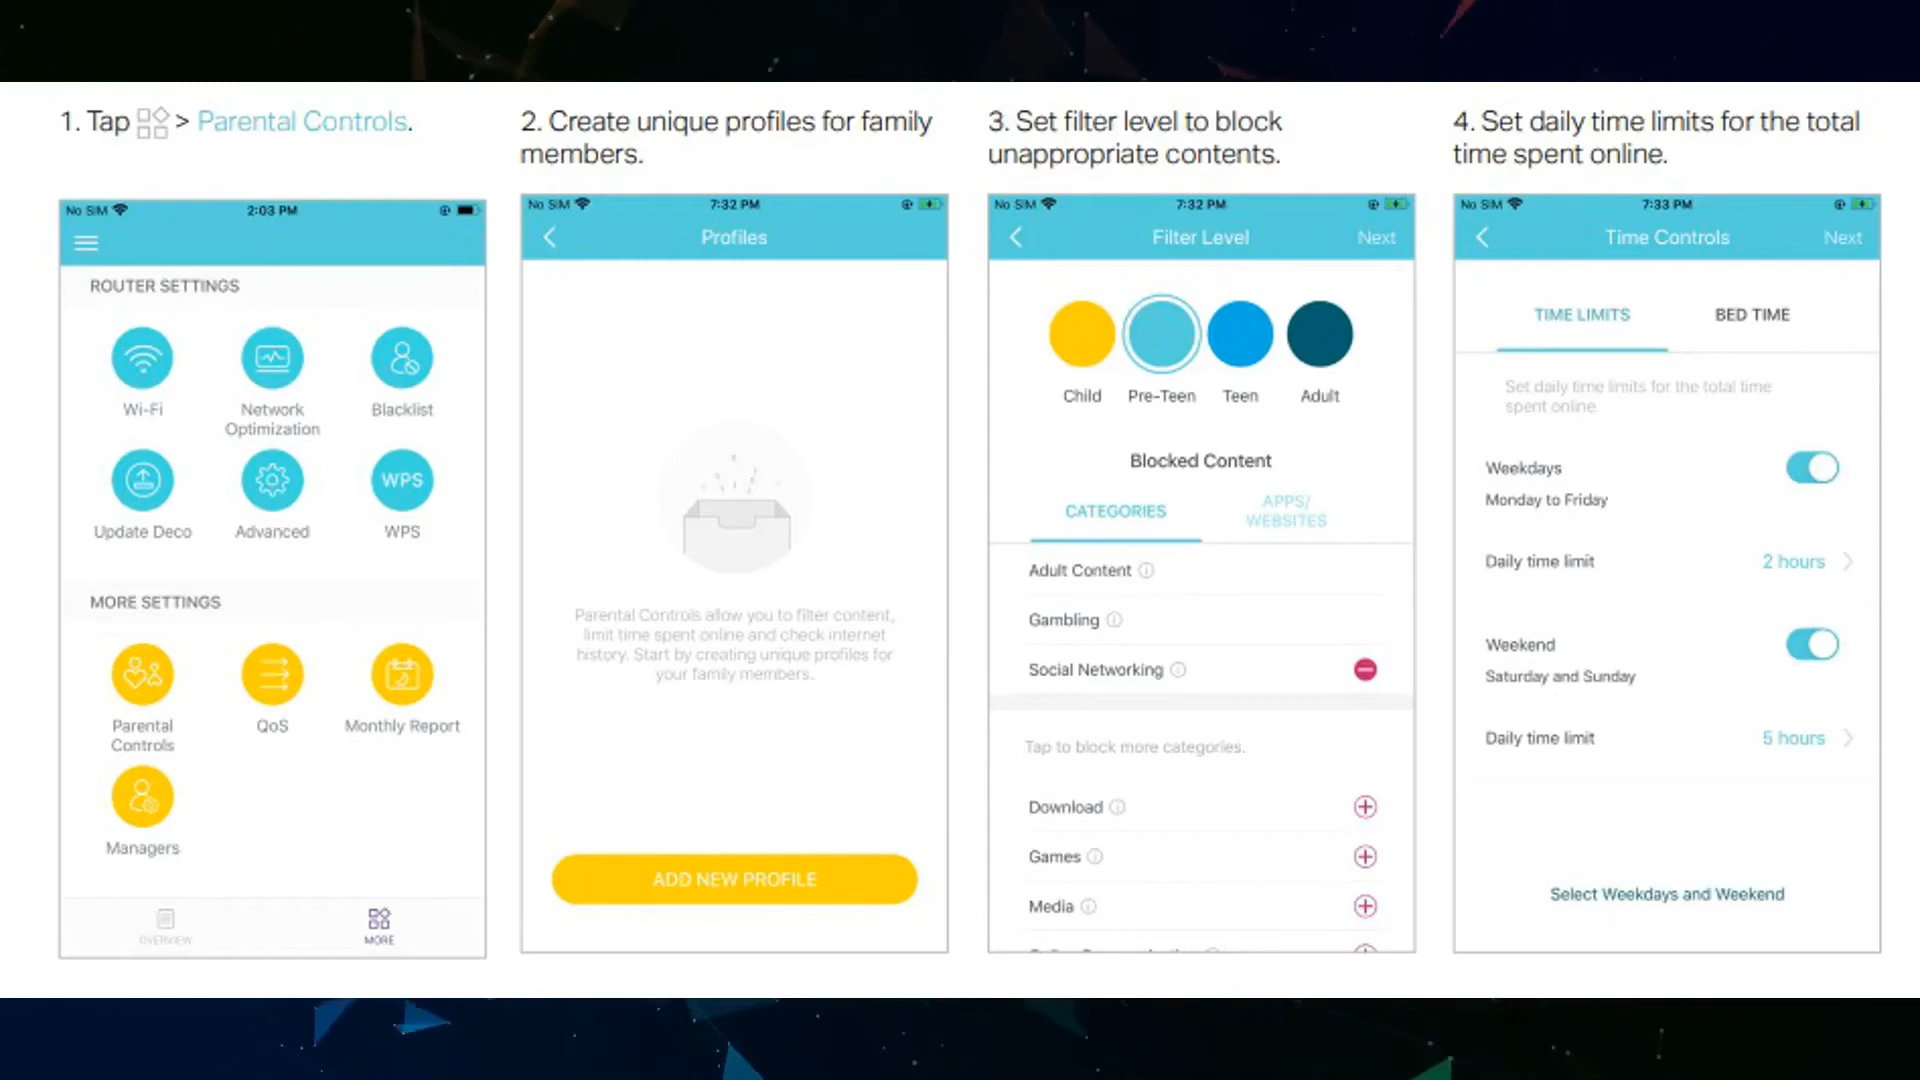 1. Tap > Parental Controls.
No SIM 2:03 PM
ROUTER SETTINGS
Wi-Fi
Network
Optimization
Blacklist
Update Deco
Advanced
WPS
WPS
MORE SETTINGS
Parental
Controls
QoS
Monthly Report
Managers
OVERVIEW
MORE
2. Create unique profiles for family
members.
No SIM 7:32 PM
Profiles
Parental Controls allow you to filter content,
limit time spent online and check internet
history. Start by creating unique profiles for
your family members.
ADD NEW PROFILE
3. Set filter level to block
unappropriate contents.
No SIM 7:32 PM
Filter Level Next
Child Pre-Teen Teen Adult
Blocked Content
CATEGORIES
APPS/
WEBSITES
Adult Content
Gambling
Social Networking
Tap to block more categories.
Download
Games
Media
4. Set daily time limits for the total
time spent online.
No SIM 7:33 PM
Time Controls Next
TIME LIMITS BED TIME
Set daily time limits for the total time
spent online.
Weekdays
Monday to Friday
Daily time limit 2 hours
Weekend
Saturday and Sunday
Daily time limit 5 hours
Select Weekdays and Weekend